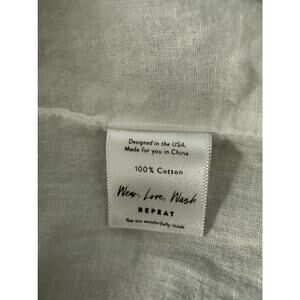 Designed in the USA.
Made for you in China
100% Cotton
Wear, Love, Wash
REPEAT
You are wonderfully made